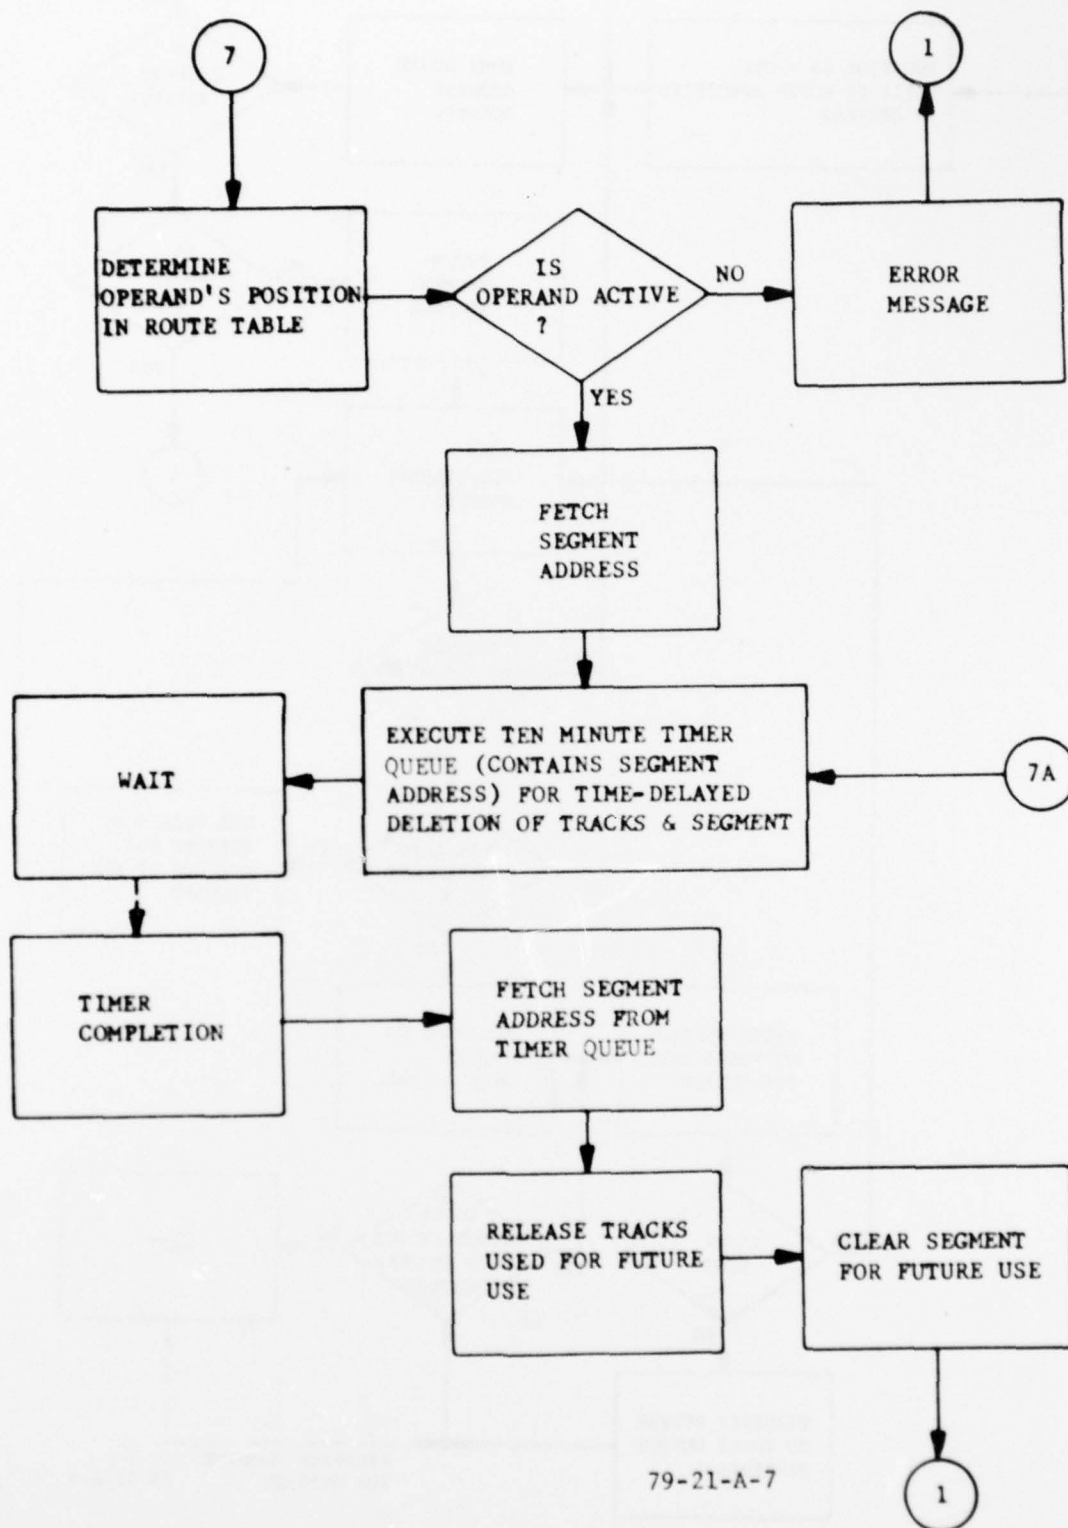 7
1
DETERMINE
OPERAND'S POSITION
IN ROUTE TABLE
IS
OPERAND ACTIVE
?
NO
ERROR
MESSAGE
YES
FETCH
SEGMENT
ADDRESS
WAIT
EXECUTE TEN MINUTE TIMER
QUEUE (CONTAINS SEGMENT
ADDRESS) FOR TIME-DELAYED
DELETION OF TRACKS & SEGMENT
7A
TIMER
COMPLETION
FETCH SEGMENT
ADDRESS FROM
TIMER QUEUE
RELEASE TRACKS
USED FOR FUTURE
USE
CLEAR SEGMENT
FOR FUTURE USE
79-21-A-7
1